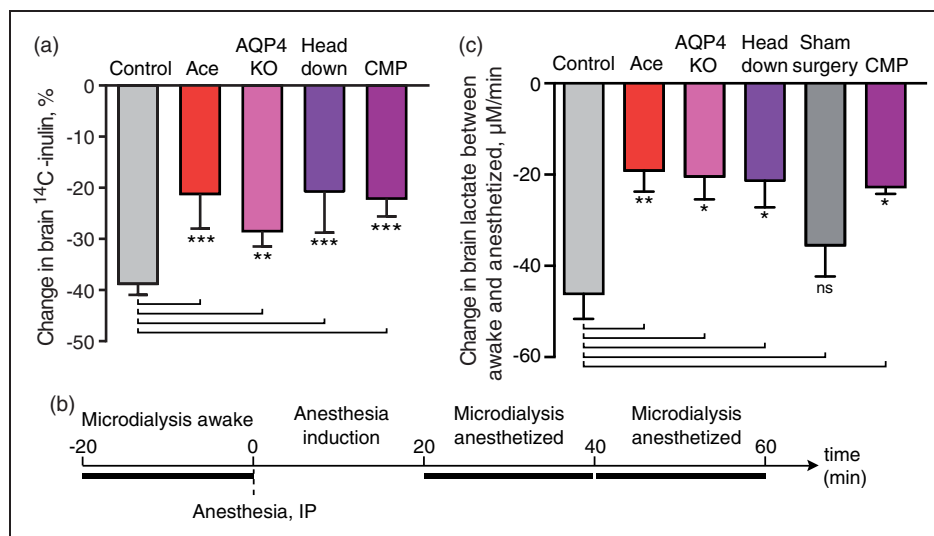 (a)
Control
Ace
AQP4
KO
Head
down
CMP
Change in brain ¹⁴C-inulin, %
0
-10
-20
-30
-40
-50
***
**
***
***
(c)
Control
Ace
AQP4
KO
Head
down
Sham
surgery
CMP
Change in brain lactate between
awake and anesthetized, μM/min
0
-20
-40
-60
**
*
*
ns
*
(b)
Microdialysis awake
Anesthesia
induction
Microdialysis
anesthetized
Microdialysis
anesthetized
-20
0
20
40
60
time
(min)
Anesthesia, IP